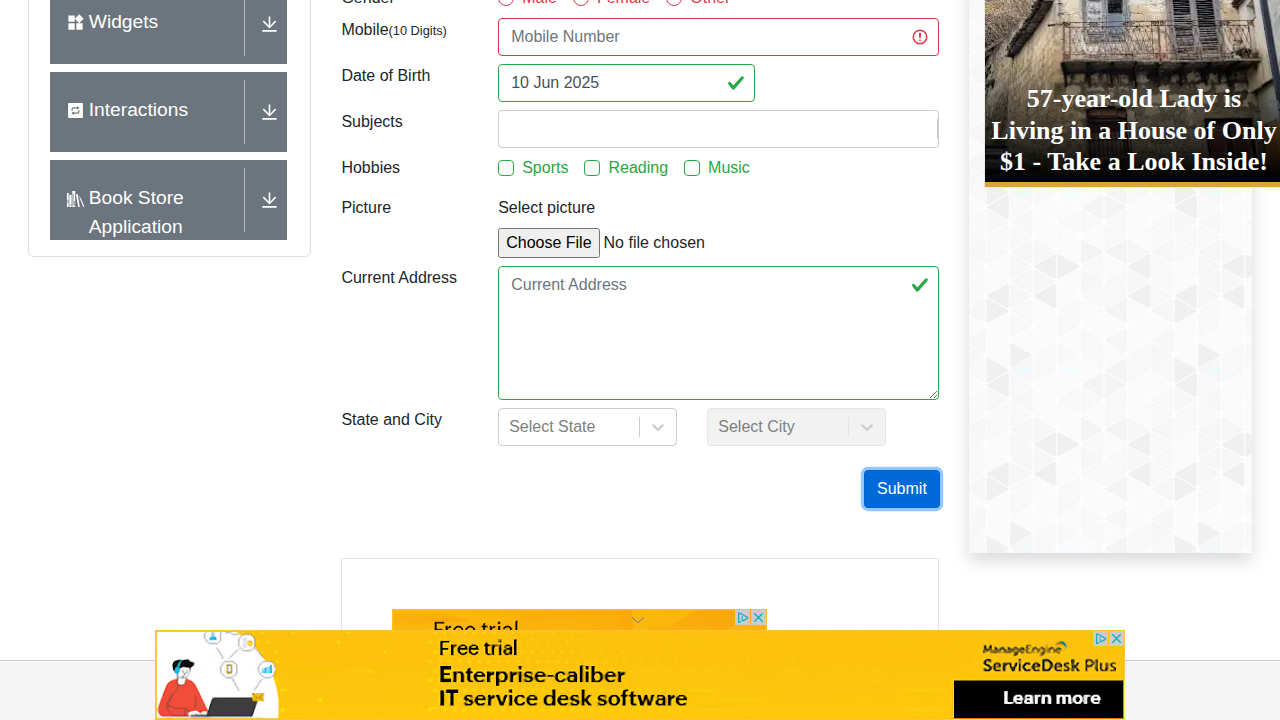 Widgets
Interactions
Book Store
Application
Gender
Male
Female
Other
Mobile(10 Digits)
Mobile Number
Date of Birth
10 Jun 2025
Subjects
Hobbies
Sports
Reading
Music
Picture
Select picture
Choose File No file chosen
Current Address
Current Address
State and City
Select State
Select City
Submit
57-year-old Lady is
Living in a House of Only
$1 - Take a Look Inside!
Free trial
Free trial
Enterprise-caliber
IT service desk software
ManageEngine
ServiceDesk Plus
Learn more